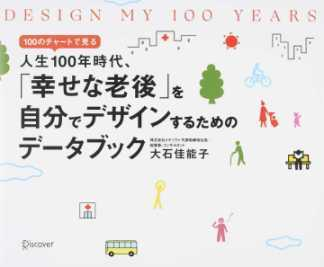 DESIGN MY 100 YEARS
100のチャートで見る
人生100年時代、
「幸せな老後」を
自分でデザインするための
データブック
大石佳能子
Discover